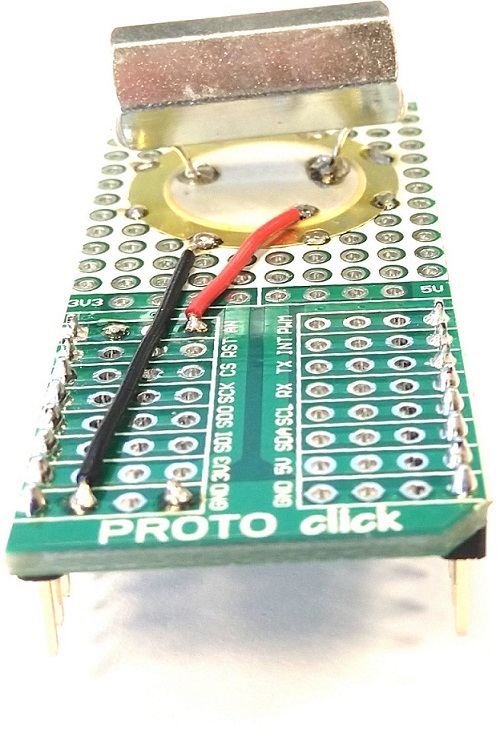 3V3 5V
AN PWM
RST INT
CS TX
SCK RX
SDO SCL
SDI SDA
3V3 5V
GND GND
PROTO click